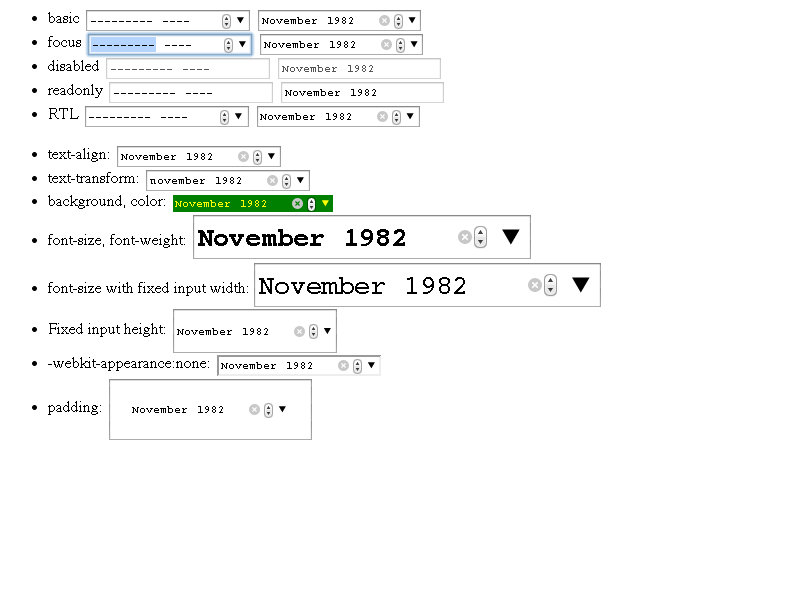 basic --------- ---- November 1982
focus --------- ---- November 1982
disabled --------- ---- November 1982
readonly --------- ---- November 1982
RTL --------- ---- November 1982
text-align: November 1982
text-transform: november 1982
background, color: November 1982
font-size, font-weight: November 1982
font-size with fixed input width: November 1982
Fixed input height: November 1982
-webkit-appearance:none: November 1982
padding: November 1982